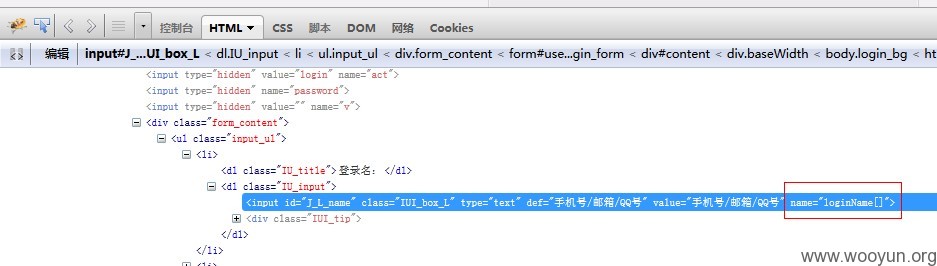 控制台 HTML CSS 脚本 DOM 网络 Cookies
编辑 input#J_...UI_box_L < dl.IU_input < li < ul.input_ul < div.form_content < form#use...gin_form < div#content < div.baseWidth < body.login_bg < ht
<input type="hidden" value="login" name="act">
<input type="hidden" name="password">
<input type="hidden" value="" name="v">
<div class="form_content">
<ul class="input_ul">
<li>
<dl class="IU_title">登录名：</dl>
<dl class="IU_input">
<input id="J_L_name" class="IUI_box_L" type="text" def="手机号/邮箱/QQ号" value="手机号/邮箱/QQ号" name="loginName[]">
<div class="IUI_tip">
</dl>
</li>
<li>
www.wooyun.org